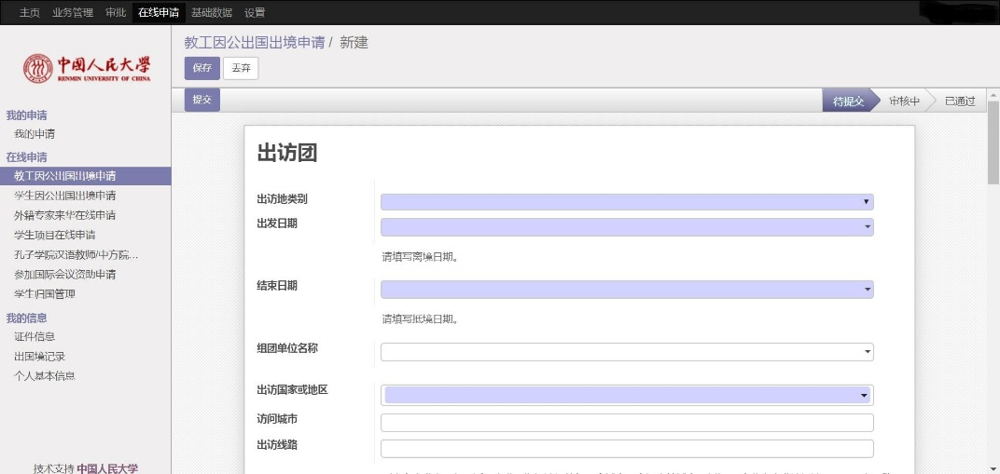 主页 业务管理 审批 在线申请 基础数据 设置
中国人民大学
RENMIN UNIVERSITY OF CHINA
教工因公出国出境申请 / 新建
保存 丢弃
提交 待提交 审核中 已通过
我的申请
我的申请
在线申请
教工因公出国出境申请
学生因公出国出境申请
外籍专家来华在线申请
学生项目在线申请
孔子学院汉语教师/中方院...
参加国际会议资助申请
学生归国管理
我的信息
证件信息
出国境记录
个人基本信息
技术支持 中国人民大学
出访团
出访地类别
出发日期
请填写离境日期。
结束日期
请填写抵境日期。
组团单位名称
出访国家或地区
访问城市
出访线路